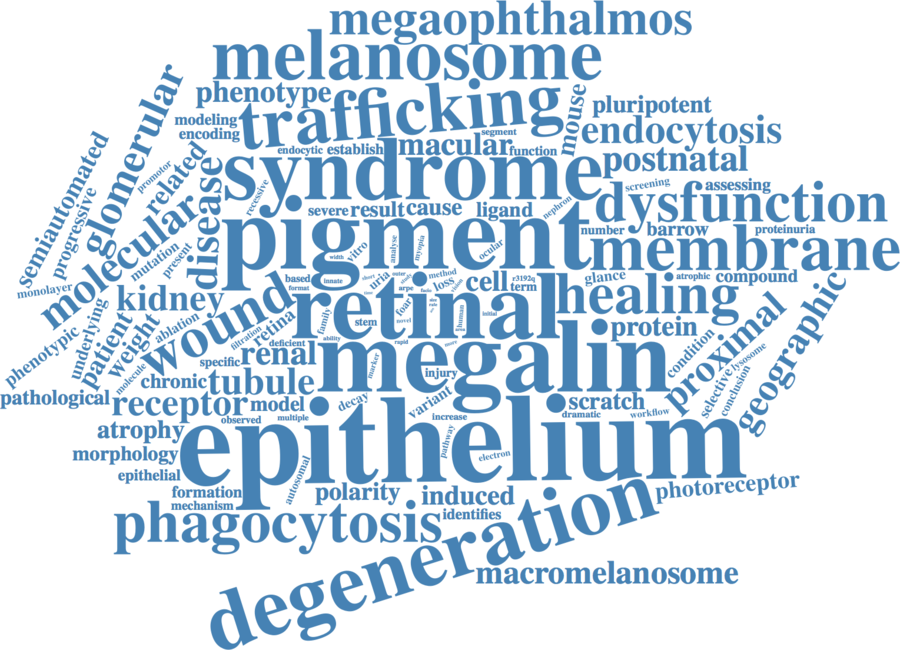 megaophthalmos
melanosome
phenotype
trafficking
mouse
pluripotent
modeling
encoding
endocytosis
segment
endocytic
establish
macular
function
postnatal
glomerular
semiautomated
progressive
promotor
related
disease
recessive
syndrome
screening
assessing
dysfunction
nephron
severe
result
cause
ligand
number
barrow
proteinuria
molecular
mutation
present
pigment
membrane
width
vitro
analyse
myopia
ocular
monolayer
kidney
based
format
innate
short
uria
outer
arpe
method
loss
vision
cell
r3192q
term
glance
atrophic
compound
wound
retinal
healing
phenotypic
underlying
patient
weight
ablation
filtration
retina
family
stem
fear
novel
human
area
initial
protein
proximal
geographic
molecule
deficient
ability
rapid
more
specific
renal
megalin
marker
injury
condition
selective
lysosome
conclusion
chronic
tubule
pathological
receptor
model
decay
variant
scratch
dramatic
workflow
observed
multiple
increase
atrophy
morphology
epithelial
epithelium
pathway
electron
autosomal
formation
mechanism
polarity
induced
photoreceptor
phagocytosis
identifies
degeneration
macromelanosome